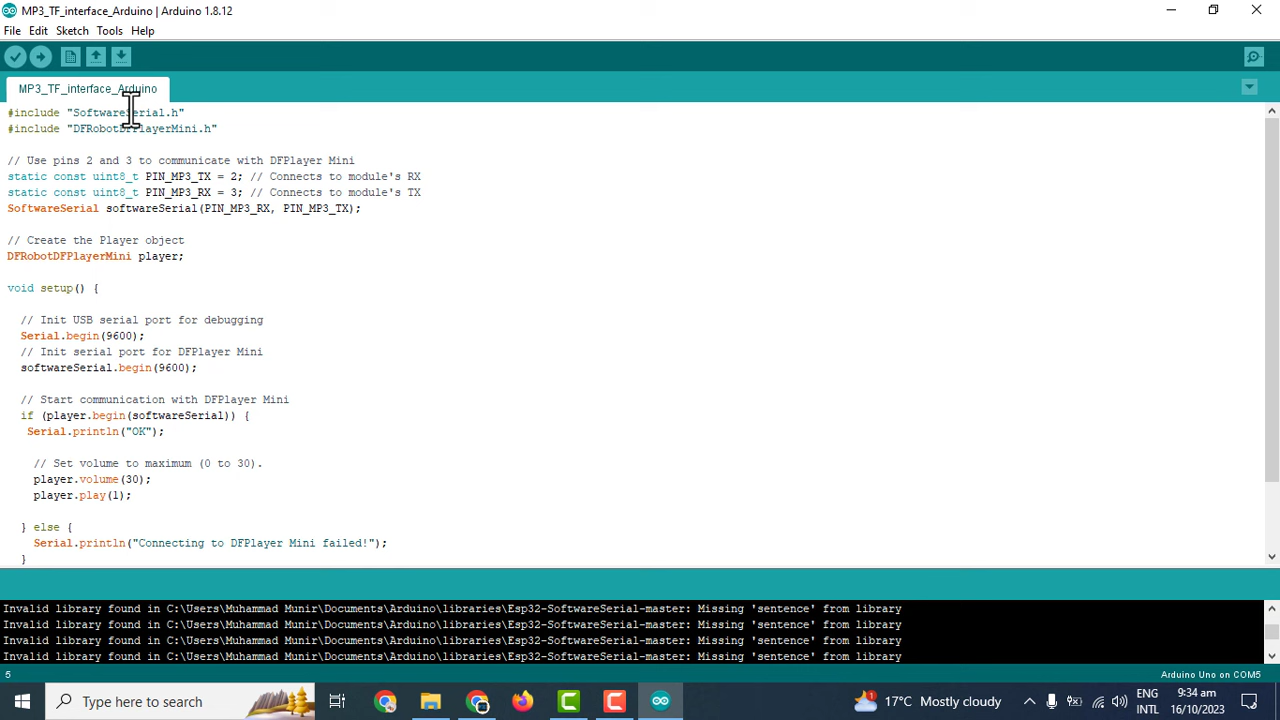 MP3_TF_interface_Arduino | Arduino 1.8.12
File Edit Sketch Tools Help
MP3_TF_interface_Arduino
#include "SoftwareSerial.h"
#include "DFRobotDFPlayerMini.h"
// Use pins 2 and 3 to communicate with DFPlayer Mini
static const uint8_t PIN_MP3_TX = 2; // Connects to module's RX
static const uint8_t PIN_MP3_RX = 3; // Connects to module's TX
SoftwareSerial softwareSerial(PIN_MP3_RX, PIN_MP3_TX);
// Create the Player object
DFRobotDFPlayerMini player;
void setup() {
// Init USB serial port for debugging
Serial.begin(9600);
// Init serial port for DFPlayer Mini
softwareSerial.begin(9600);
// Start communication with DFPlayer Mini
if (player.begin(softwareSerial)) {
Serial.println("OK");
// Set volume to maximum (0 to 30).
player.volume(30);
player.play(1);
} else {
Serial.println("Connecting to DFPlayer Mini failed!");
}
Invalid library found in C:\Users\Muhammad Munir\Documents\Arduino\libraries\Esp32-SoftwareSerial-master: Missing 'sentence' from library
Invalid library found in C:\Users\Muhammad Munir\Documents\Arduino\libraries\Esp32-SoftwareSerial-master: Missing 'sentence' from library
Invalid library found in C:\Users\Muhammad Munir\Documents\Arduino\libraries\Esp32-SoftwareSerial-master: Missing 'sentence' from library
Invalid library found in C:\Users\Muhammad Munir\Documents\Arduino\libraries\Esp32-SoftwareSerial-master: Missing 'sentence' from library
5 Arduino Uno on COM5
Type here to search
1
17°C Mostly cloudy
ENG
INTL
9:34 am
16/10/2023